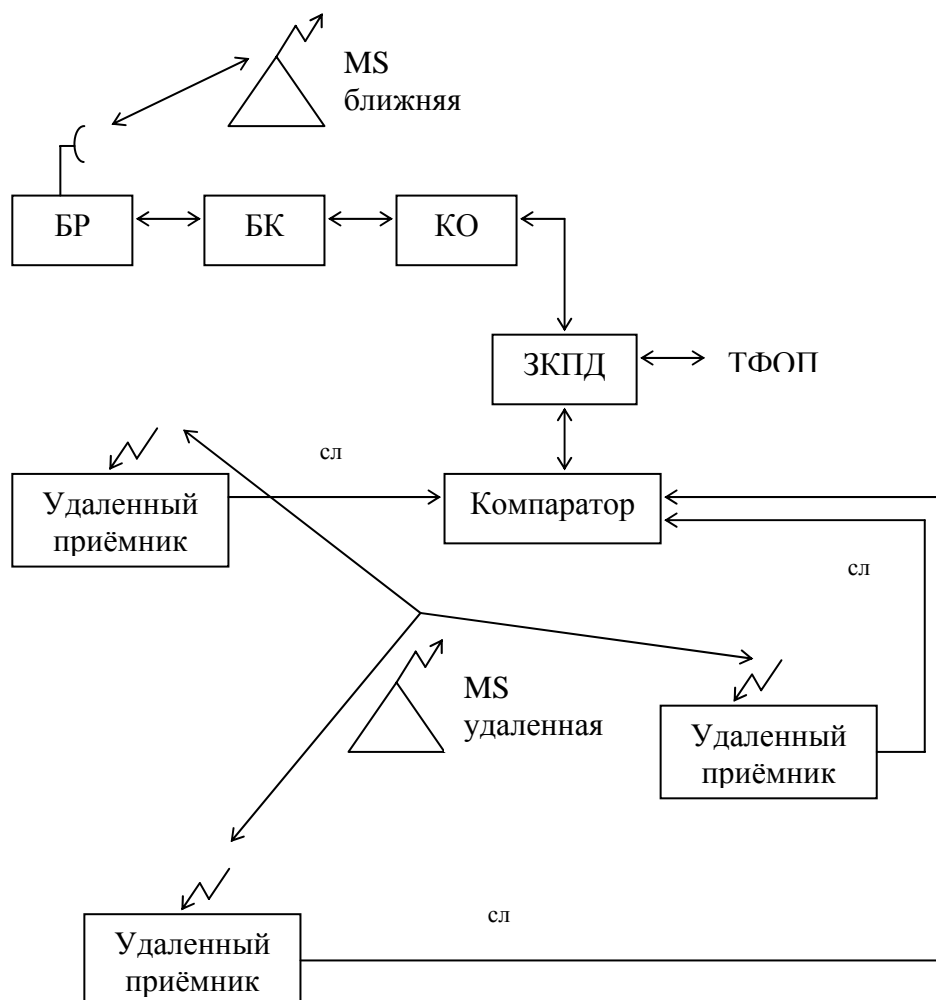 MS
ближняя
БР
БК
КО
ЗКПД
ТФОП
сл
Удаленный
приёмник
Компаратор
сл
MS
удаленная
Удаленный
приёмник
сл
Удаленный
приёмник